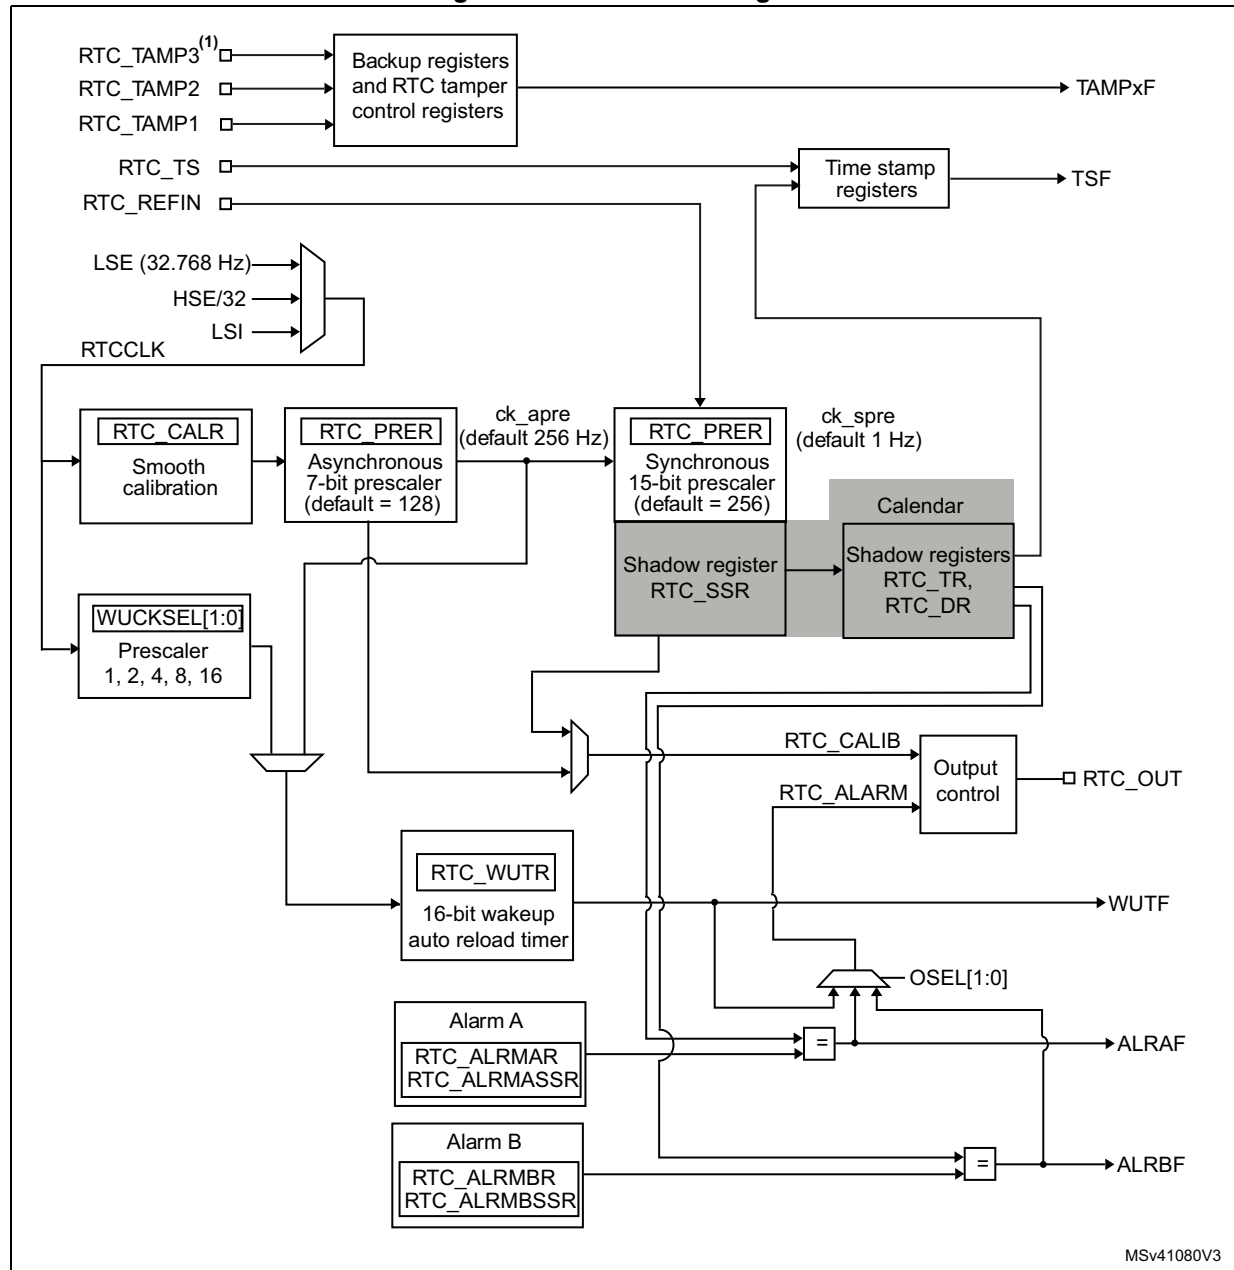 RTC_TAMP3(1)
RTC_TAMP2
RTC_TAMP1
Backup registers
and RTC tamper
control registers
TAMPxF
RTC_TS
RTC_REFIN
Time stamp
registers
TSF
LSE (32.768 Hz)
HSE/32
LSI
RTCCLK
RTC_CALR
Smooth
calibration
RTC_PRER
Asynchronous
7-bit prescaler
(default = 128)
ck_apre
(default 256 Hz)
RTC_PRER
Synchronous
15-bit prescaler
(default = 256)
ck_spre
(default 1 Hz)
Calendar
Shadow register
RTC_SSR
Shadow registers
RTC_TR,
RTC_DR
WUCKSEL[1:0]
Prescaler
1, 2, 4, 8, 16
RTC_CALIB
RTC_ALARM
Output
control
RTC_OUT
RTC_WUTR
16-bit wakeup
auto reload timer
WUTF
OSEL[1:0]
Alarm A
RTC_ALRMAR
RTC_ALRMASSR
=
ALRAF
Alarm B
RTC_ALRMBR
RTC_ALRMBSSR
=
ALRBF
MSv41080V3